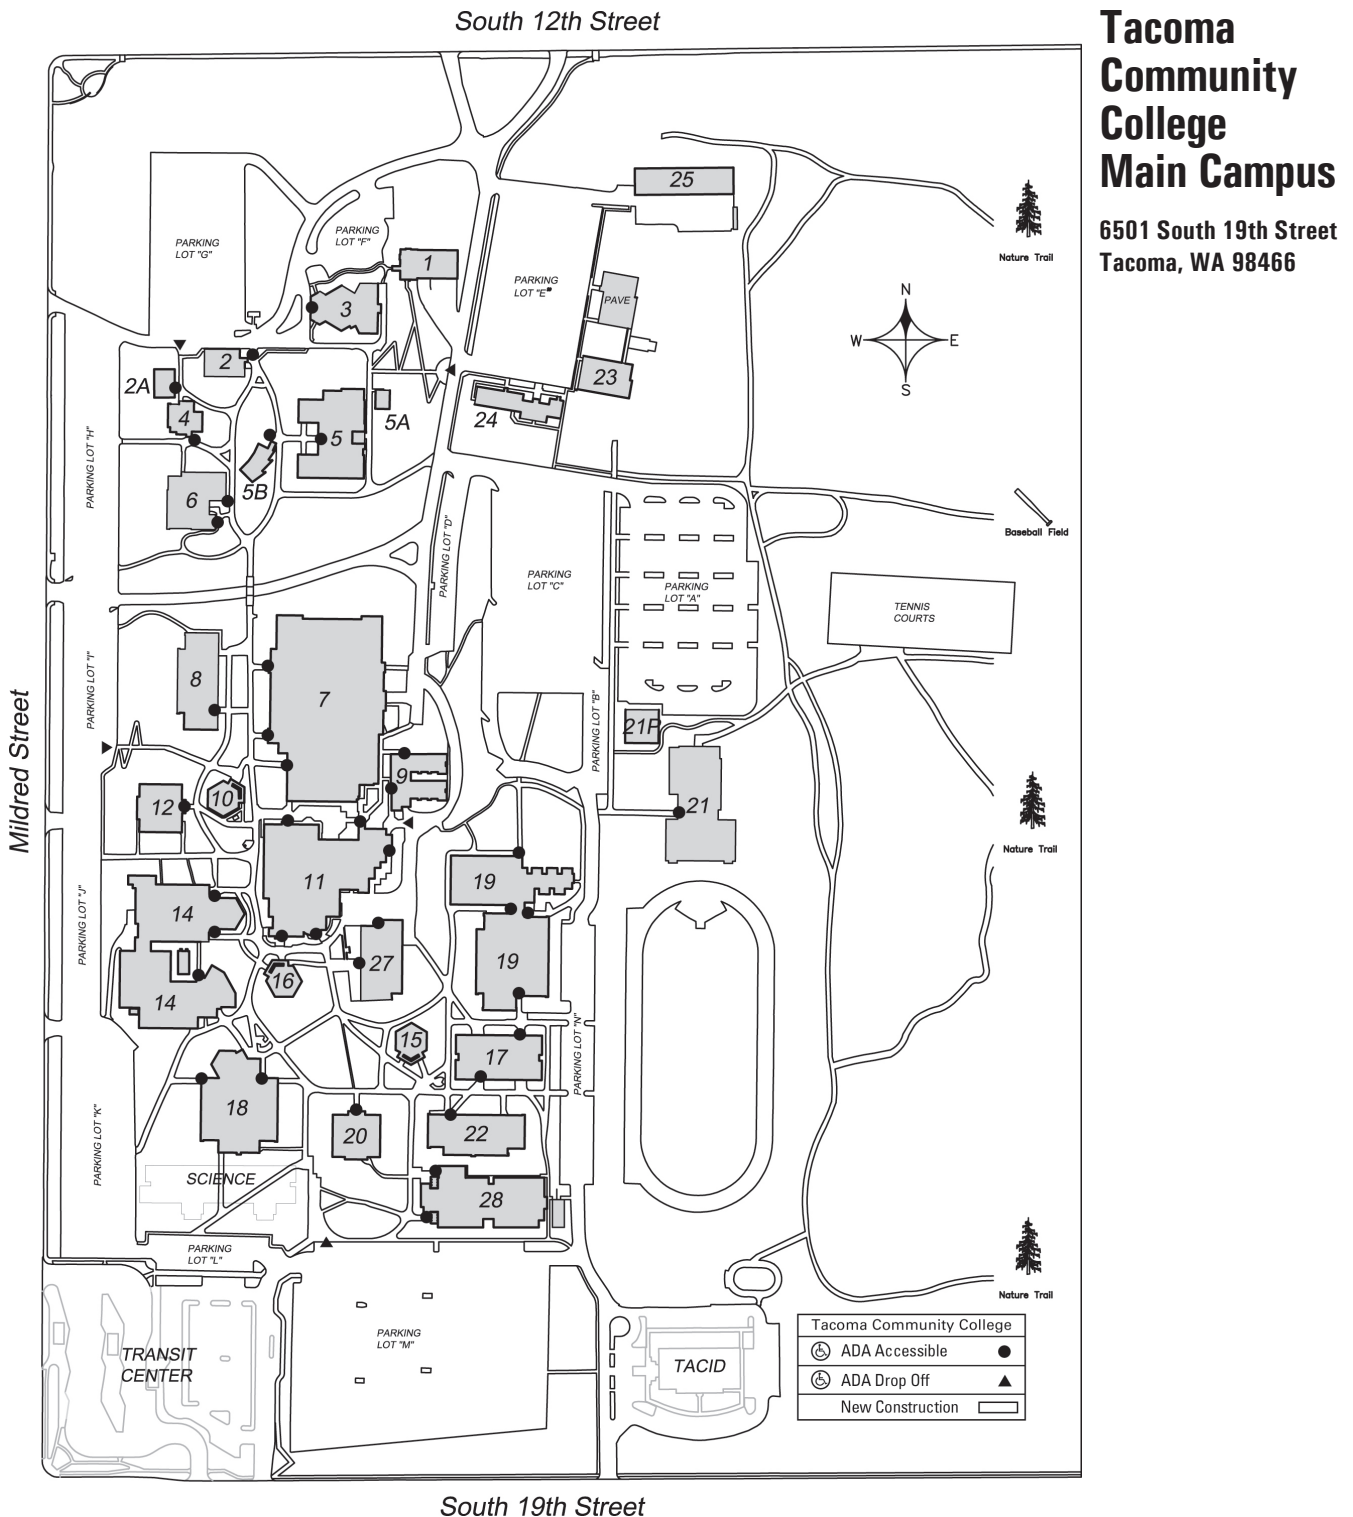 South 12th Street
Tacoma
Community
College
Main Campus
6501 South 19th Street
Tacoma, WA 98466
25
PARKING
LOT "F"
PARKING
LOT "G"
1
Nature Trail
PARKING
LOT "E"
N
W E
S
PAVE
3
2
2A
23
4
5A
24
5
PARKING LOT "H"
5B
6
Baseball Field
PARKING LOT "D"
PARKING
LOT "C"
PARKING
LOT "A"
TENNIS
COURTS
8
PARKING LOT "I"
7
PARKING LOT "B"
21P
Mildred Street
9
10
12
21
Nature Trail
11
19
14
PARKING LOT "J"
27
19
16
14
15
17
PARKING LOT "N"
18
20
22
PARKING LOT "K"
SCIENCE
28
PARKING
LOT "L"
Nature Trail
TRANSIT
CENTER
PARKING
LOT "M"
TACID
Tacoma Community College
ADA Accessible
ADA Drop Off
New Construction
South 19th Street